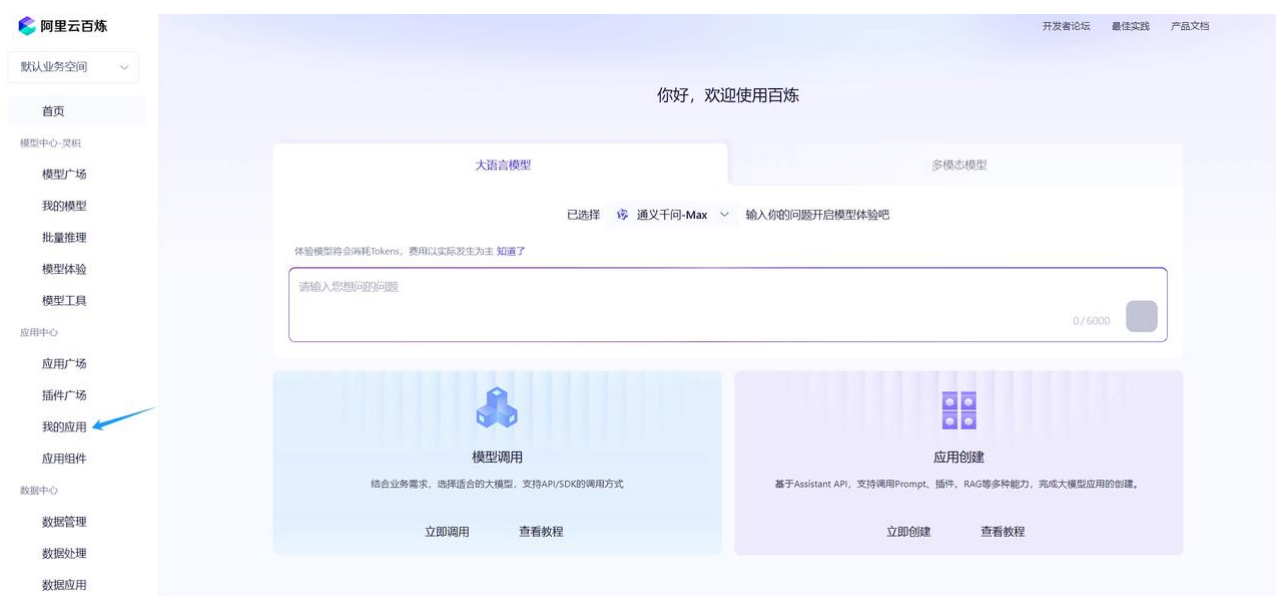 阿里云百炼
开发者论坛 最佳实践 产品文档
默认业务空间
首页
模型中心-灵积
模型广场
我的模型
批量推理
模型体验
模型工具
应用中心
应用广场
插件广场
我的应用
应用组件
数据中心
数据管理
数据处理
数据应用
你好，欢迎使用百炼
大语言模型 多模态模型
已选择 通义千问-Max 输入你的问题开启模型体验吧
体验模型将会消耗Tokens，费用以实际发生为主 知道了
请输入您想问的问题
0/6000
模型调用
结合业务需求，选择适合的大模型，支持API/SDK的调用方式
立即调用 查看教程
应用创建
基于Assistant API，支持调用Prompt、插件、RAG等多种能力，完成大模型应用的创建。
立即创建 查看教程